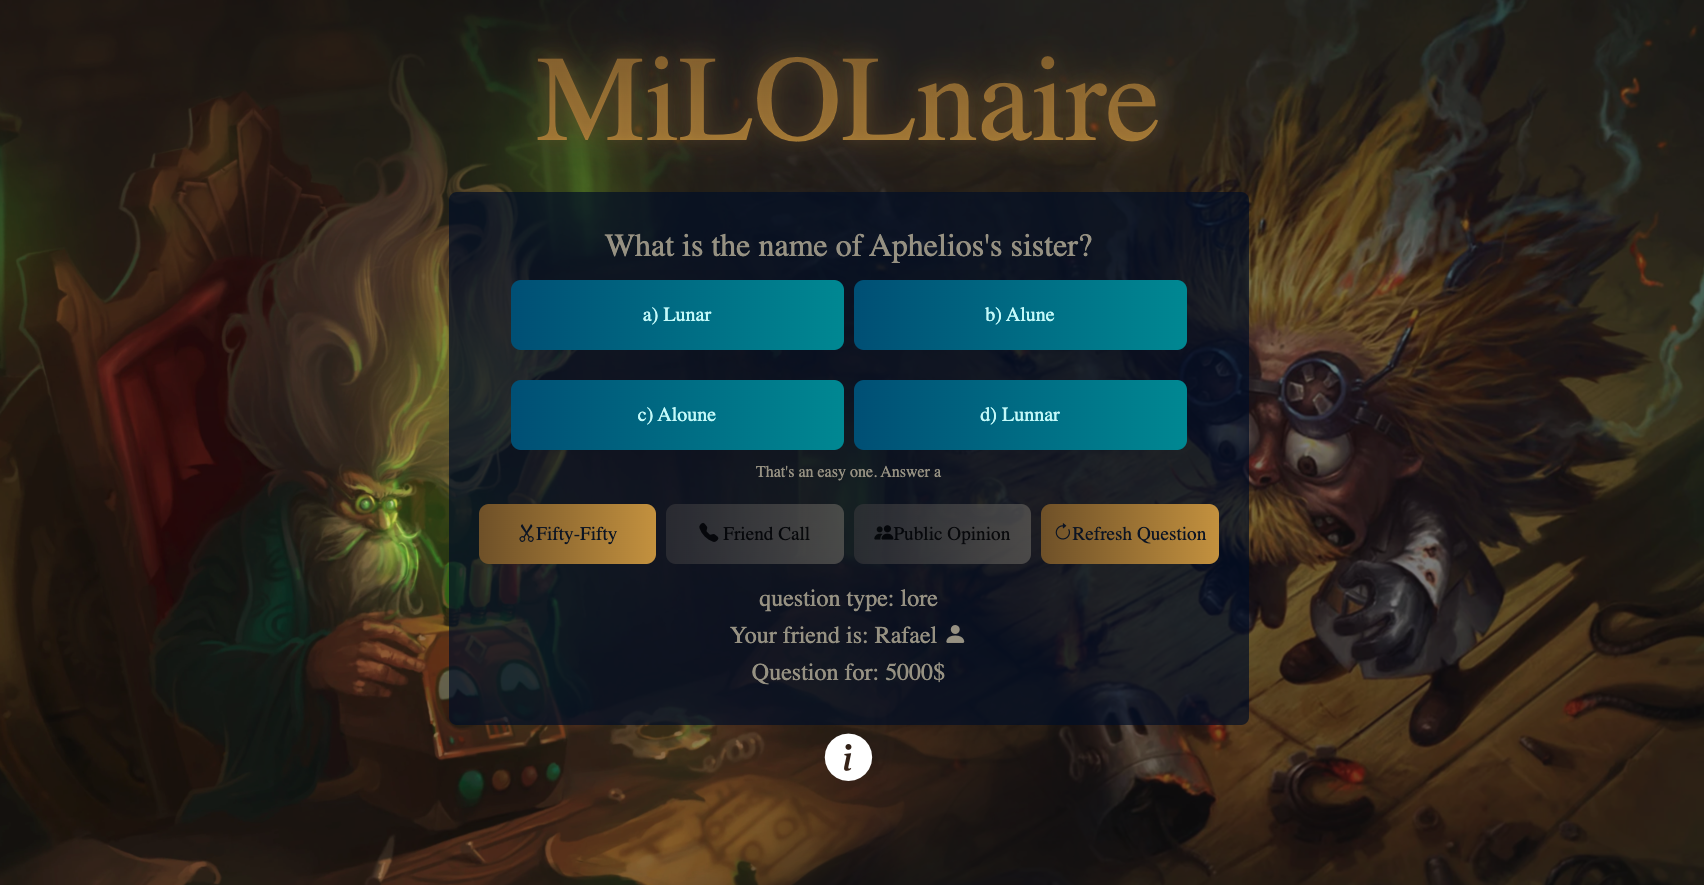 MiLOLnaire
What is the name of Aphelios's sister?
a) Lunar
b) Alune
c) Aloune
d) Lunnar
That's an easy one. Answer a
Fifty-Fifty
Friend Call
Public Opinion
Refresh Question
question type: lore
Your friend is: Rafael
Question for: 5000$
i